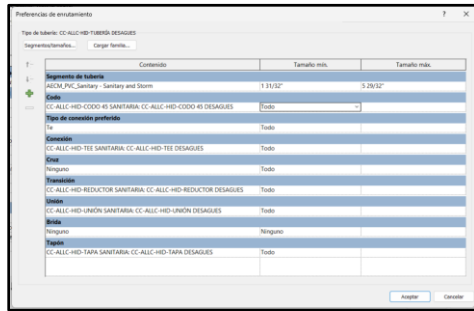 Preferencias de enrutamiento ? ×
Tipo de tubería: CC-ALLC-HID-TUBERÍA DESAGUES
Segmentos/tamaños... Cargar familia...
Contenido Tamaño mín. Tamaño máx.
Segmento de tubería
AECM_PVC_Sanitary - Sanitary and Storm 1 31/32" 5 29/32"
Codo
CC-ALLC-HID-CODO 45 SANITARIA: CC-ALLC-HID-CODO 45 DESAGUES Todo
Tipo de conexión preferido
Te Todo
Conexión
CC-ALLC-HID-TEE SANITARIA: CC-ALLC-HID-TEE DESAGUES Todo
Cruz
Ninguno Todo
Transición
CC-ALLC-HID-REDUCTOR SANITARIA: CC-ALLC-HID-REDUCTOR DESAGUES Todo
Unión
CC-ALLC-HID-UNIÓN SANITARIA: CC-ALLC-HID-UNIÓN DESAGUES Todo
Brida
Ninguno Ninguno
Tapón
CC-ALLC-HID-TAPA SANITARIA: CC-ALLC-HID-TAPA DESAGUES Todo
Aceptar Cancelar